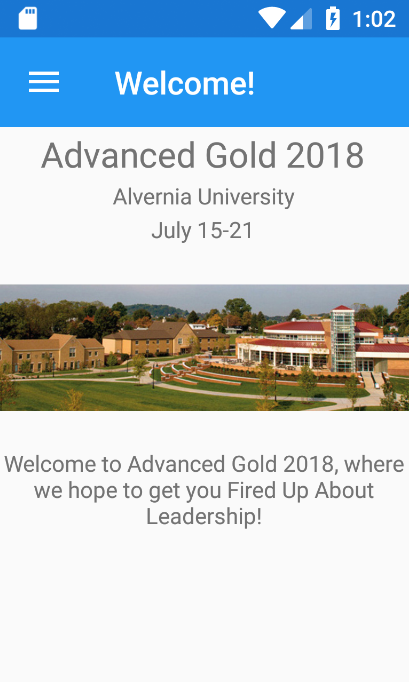 1:02
Welcome!
Advanced Gold 2018
Alvernia University
July 15-21
Welcome to Advanced Gold 2018, where
we hope to get you Fired Up About
Leadership!